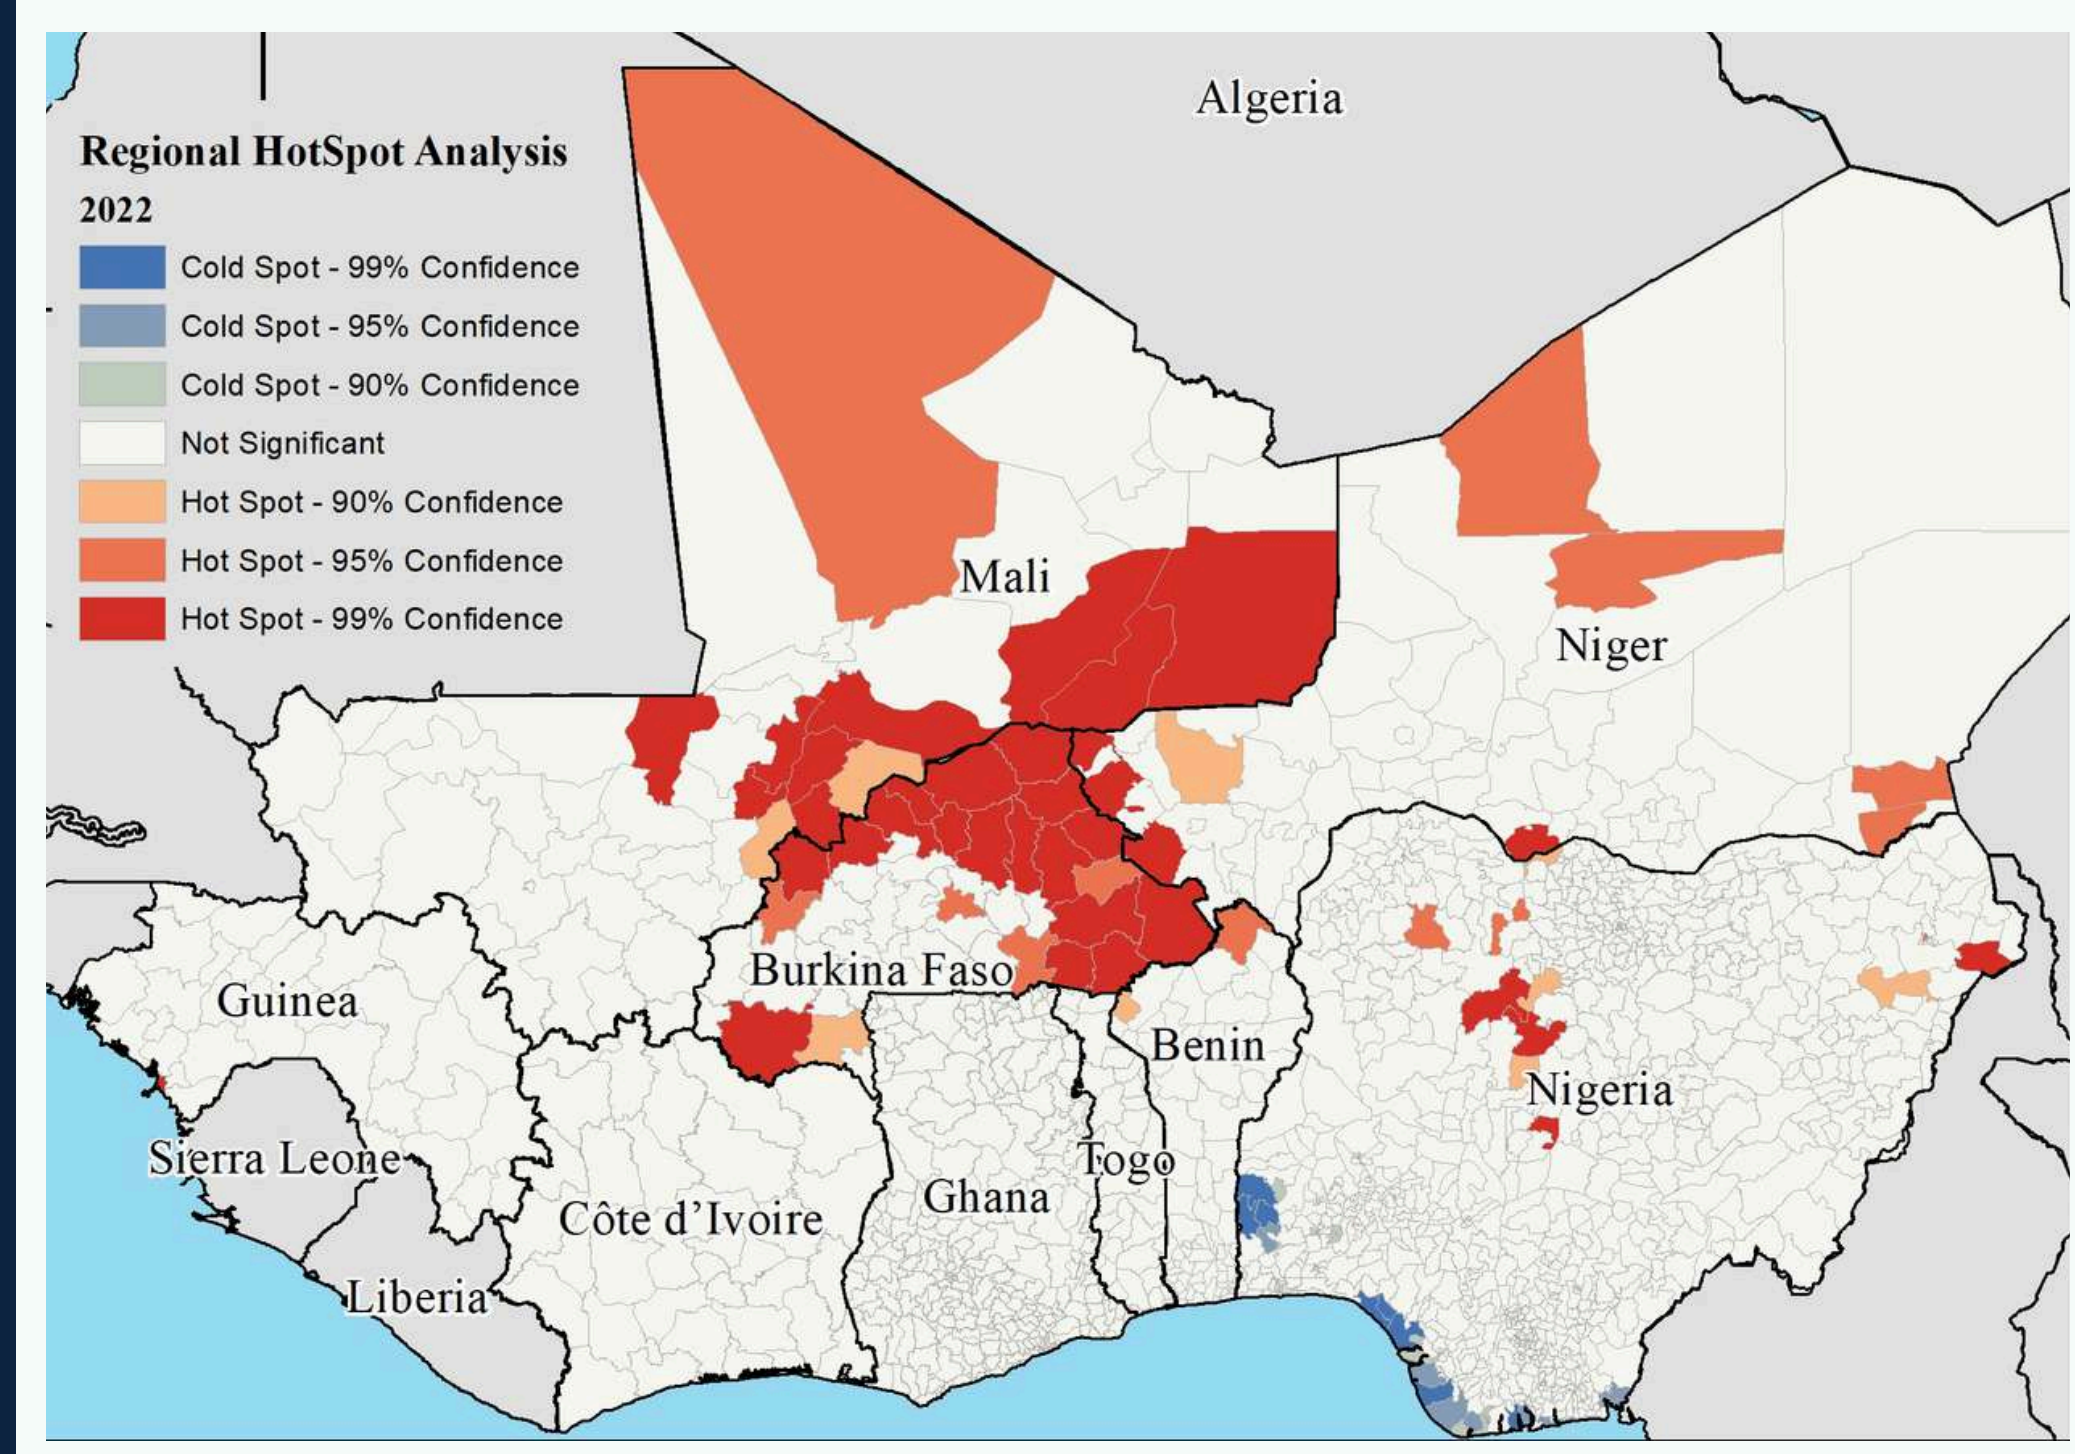 Algeria
Regional HotSpot Analysis
2022
Cold Spot - 99% Confidence
Cold Spot - 95% Confidence
Cold Spot - 90% Confidence
Not Significant
Hot Spot - 90% Confidence
Hot Spot - 95% Confidence
Hot Spot - 99% Confidence
Mali
Niger
Burkina Faso
Guinea
Benin
Nigeria
Sierra Leone
Togo
Ghana
Côte d'Ivoire
Liberia